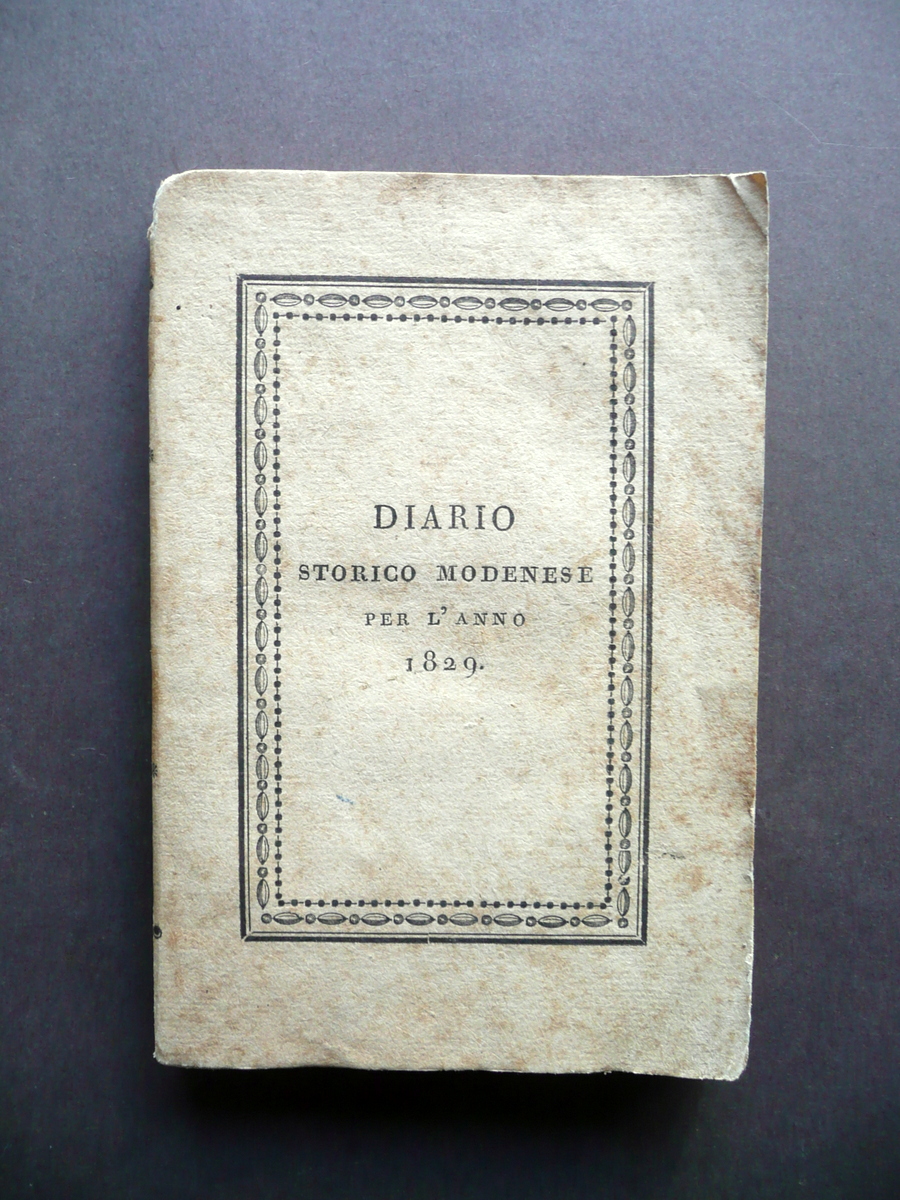 DIARIO
STORICO MODENESE
PER L'ANNO
1829.